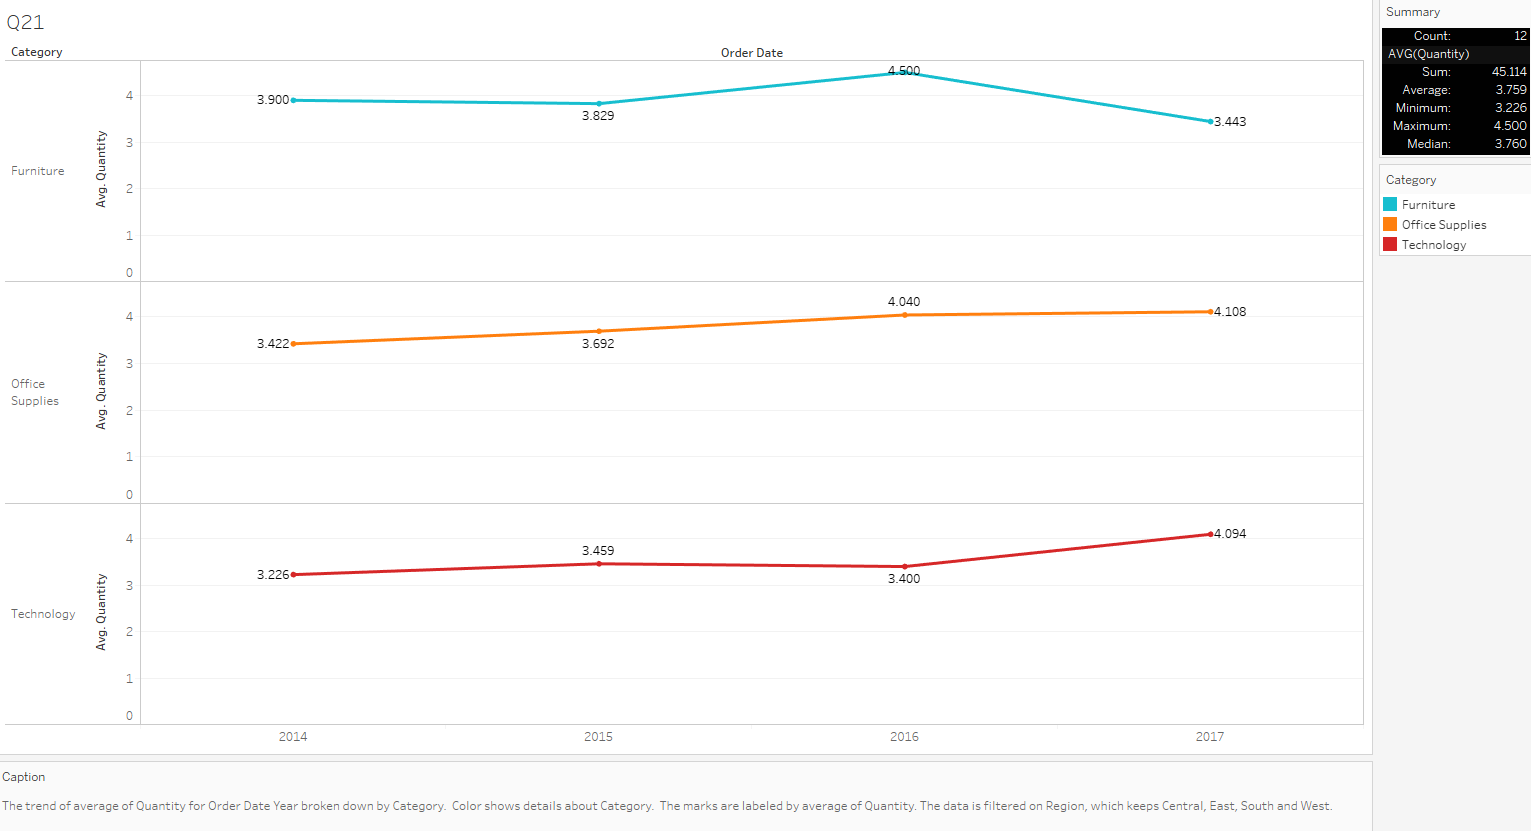 Q21
Category
Order Date
Furniture
Avg. Quantity
4
3
2
1
0
3.900
3.829
4.500
3.443
Office
Supplies
Avg. Quantity
4
3
2
1
0
3.422
3.692
4.040
4.108
Technology
Avg. Quantity
4
3
2
1
0
3.226
3.459
3.400
4.094
2014 2015 2016 2017
Summary
Count: 12
AVG(Quantity)
Sum: 45.114
Average: 3.759
Minimum: 3.226
Maximum: 4.500
Median: 3.760
Category
Furniture
Office Supplies
Technology
Caption
The trend of average of Quantity for Order Date Year broken down by Category.  Color shows details about Category.  The marks are labeled by average of Quantity. The data is filtered on Region, which keeps Central, East, South and West.